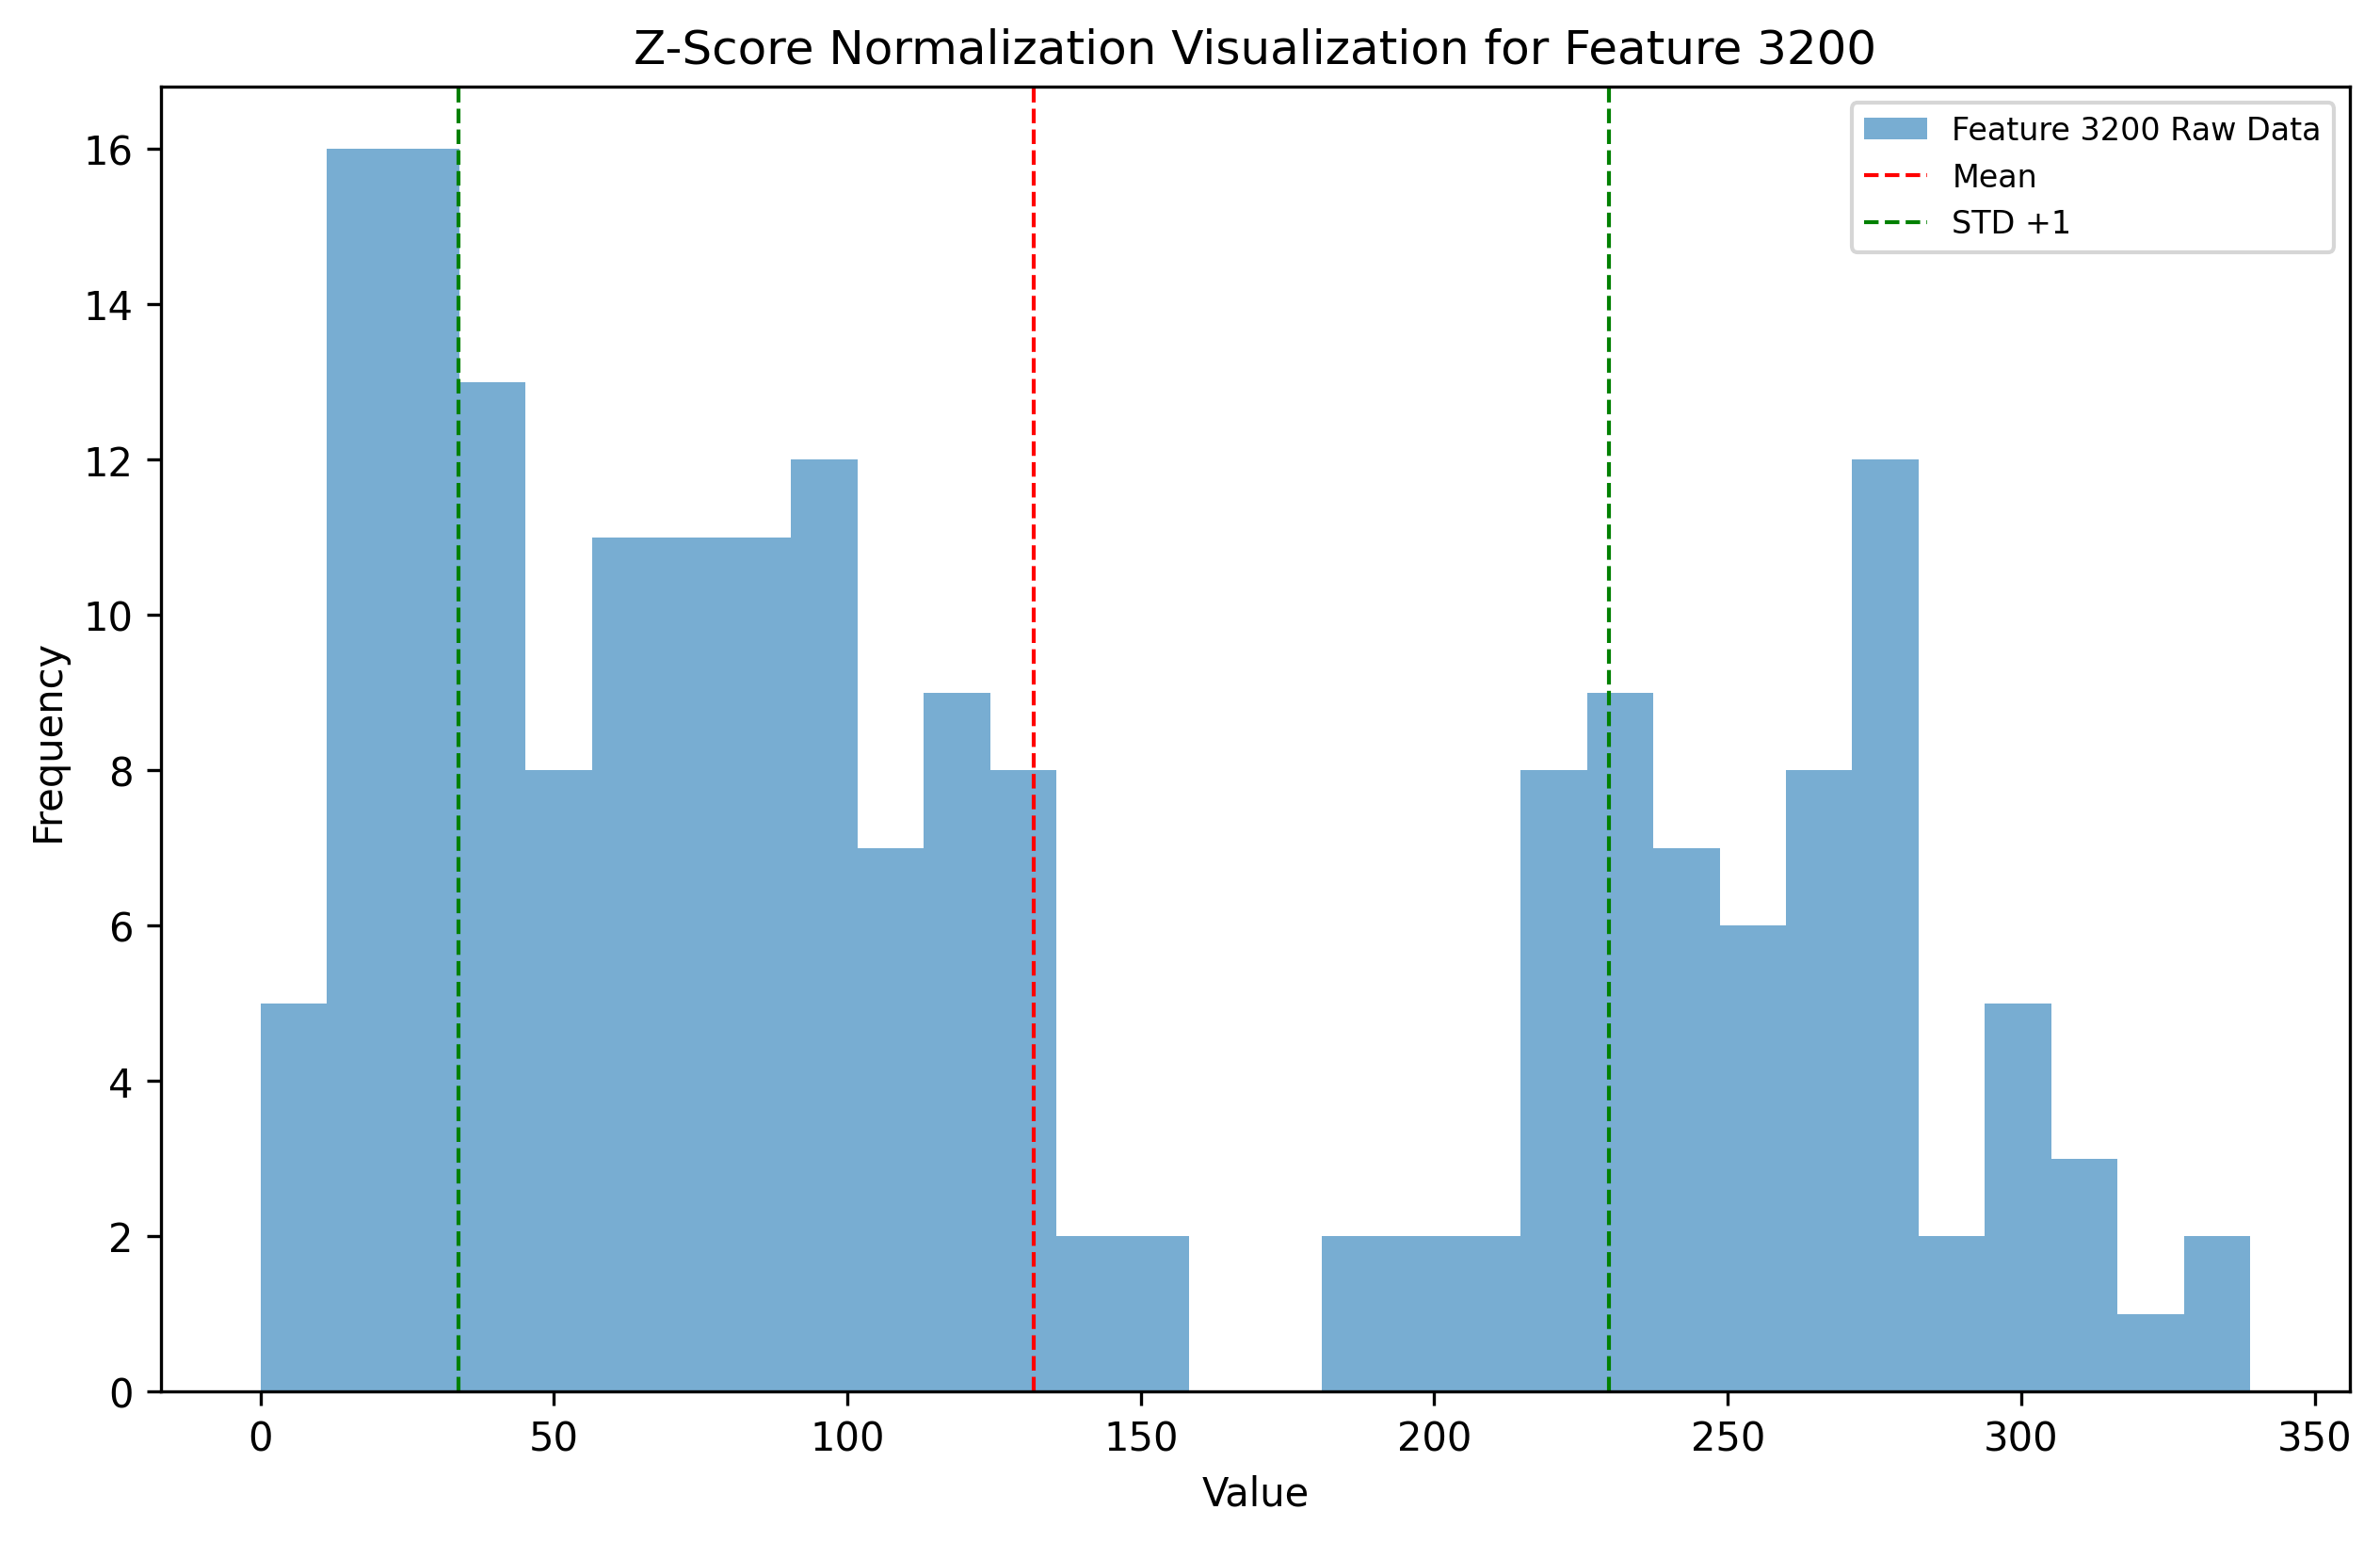 Z-Score Normalization Visualization for Feature 3200
Feature 3200 Raw Data
Mean
STD +1
16
14
12
10
8
6
4
2
0
Frequency
0 50 100 150 200 250 300 350
Value